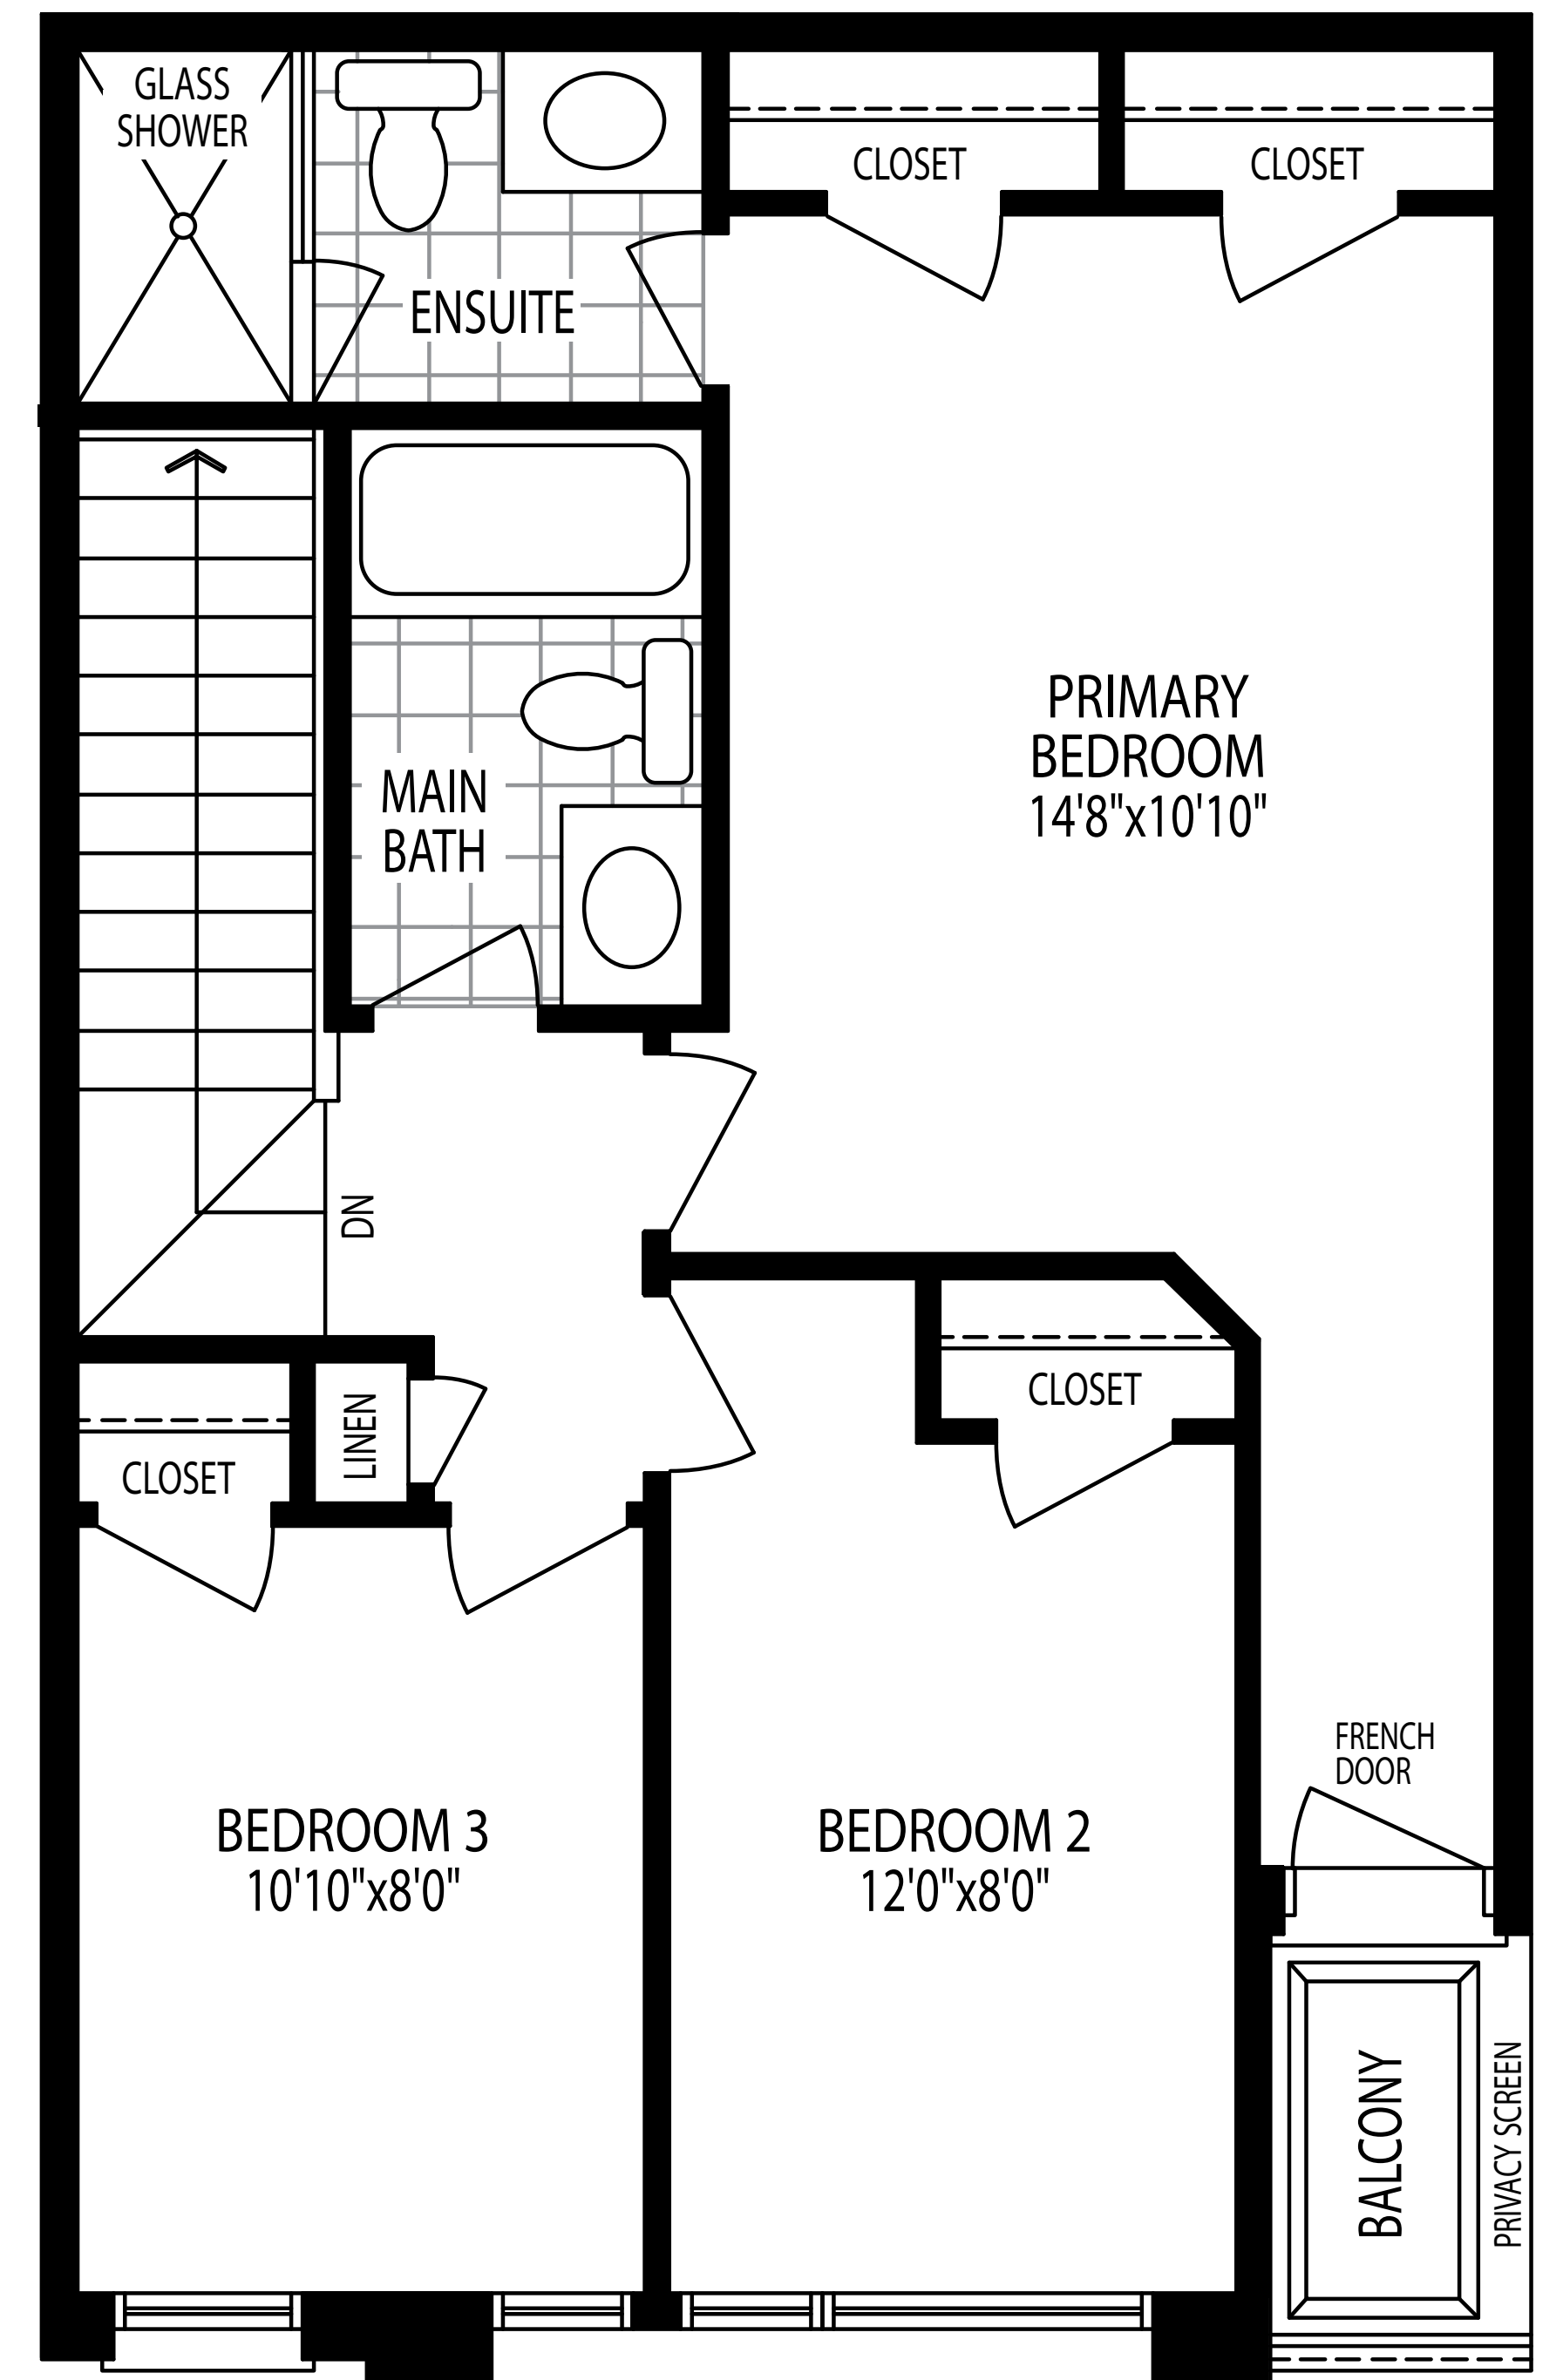 GLASS
SHOWER
CLOSET
CLOSET
ENSUITE
PRIMARY
BEDROOM
14'8"x10'10"
MAIN
BATH
DN
CLOSET
LINEN
CLOSET
FRENCH
DOOR
BEDROOM 3
10'10"x8'0"
BEDROOM 2
12'0"x8'0"
BALCONY
PRIVACY SCREEN